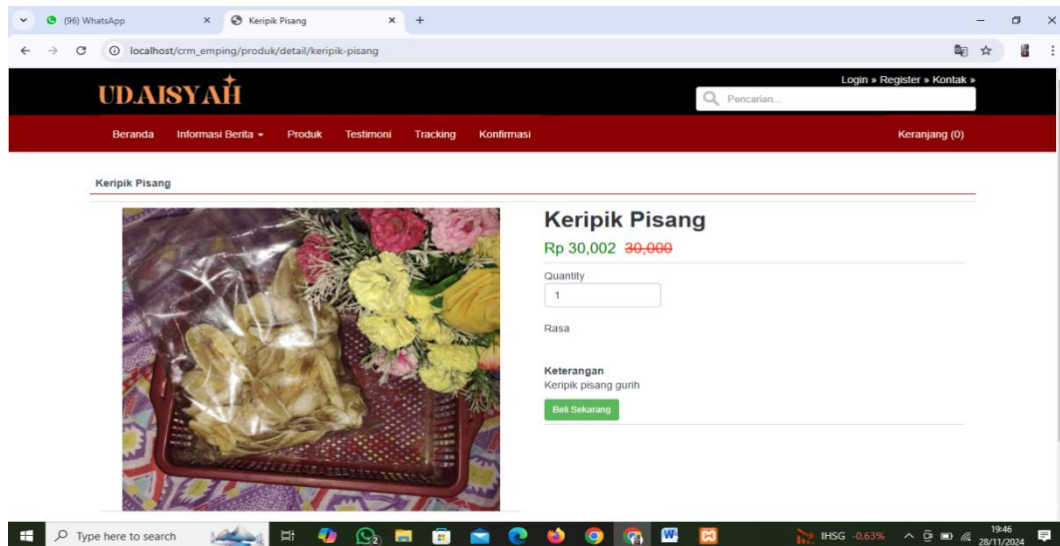 (96) WhatsApp
Keripik Pisang
localhost/crm_emping/produk/detail/keripik-pisang
Login » Register » Kontak »
UD.AISYAH
Pencarian...
Beranda Informasi Berita Produk Testimoni Tracking Konfirmasi Keranjang (0)
Keripik Pisang
Keripik Pisang
Rp 30,002 30,000
Quantity
1
Rasa
Keterangan
Keripik pisang gurih
Beli Sekarang
Type here to search
IHSG -0,63%
19:46
28/11/2024